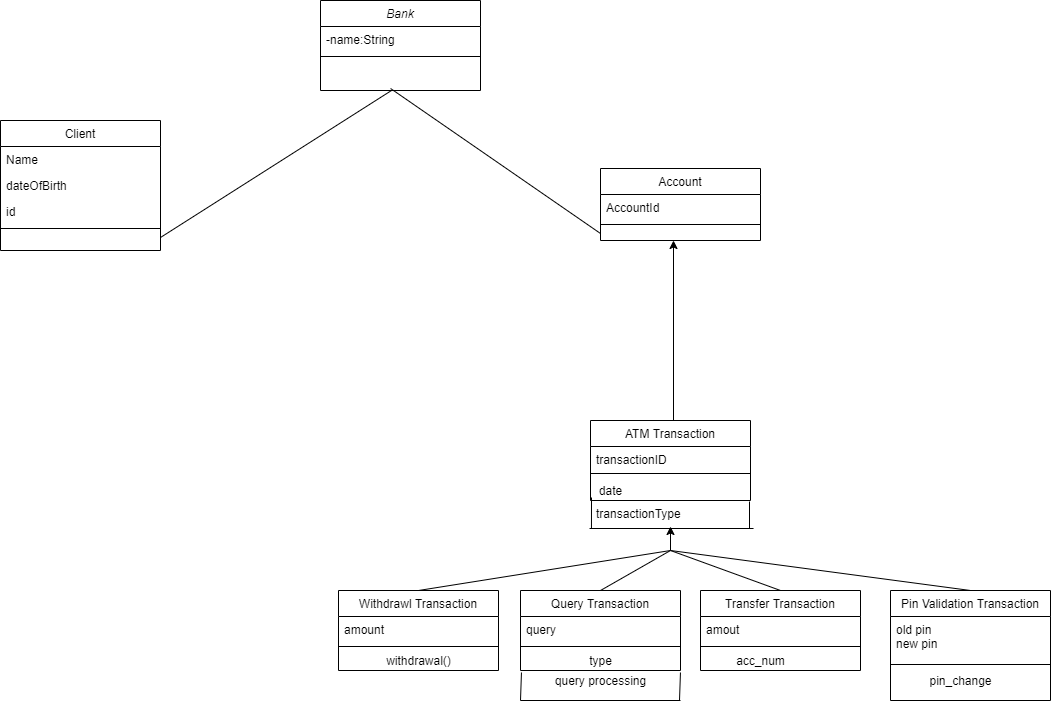 Bank
-name:String
Client
Name
dateOfBirth
id
Account
AccountId
ATM Transaction
transactionID
date
transactionType
Withdrawl Transaction
amount
withdrawal()
Query Transaction
query
type
query processing
Transfer Transaction
amout
acc_num
Pin Validation Transaction
old pin
new pin
pin_change